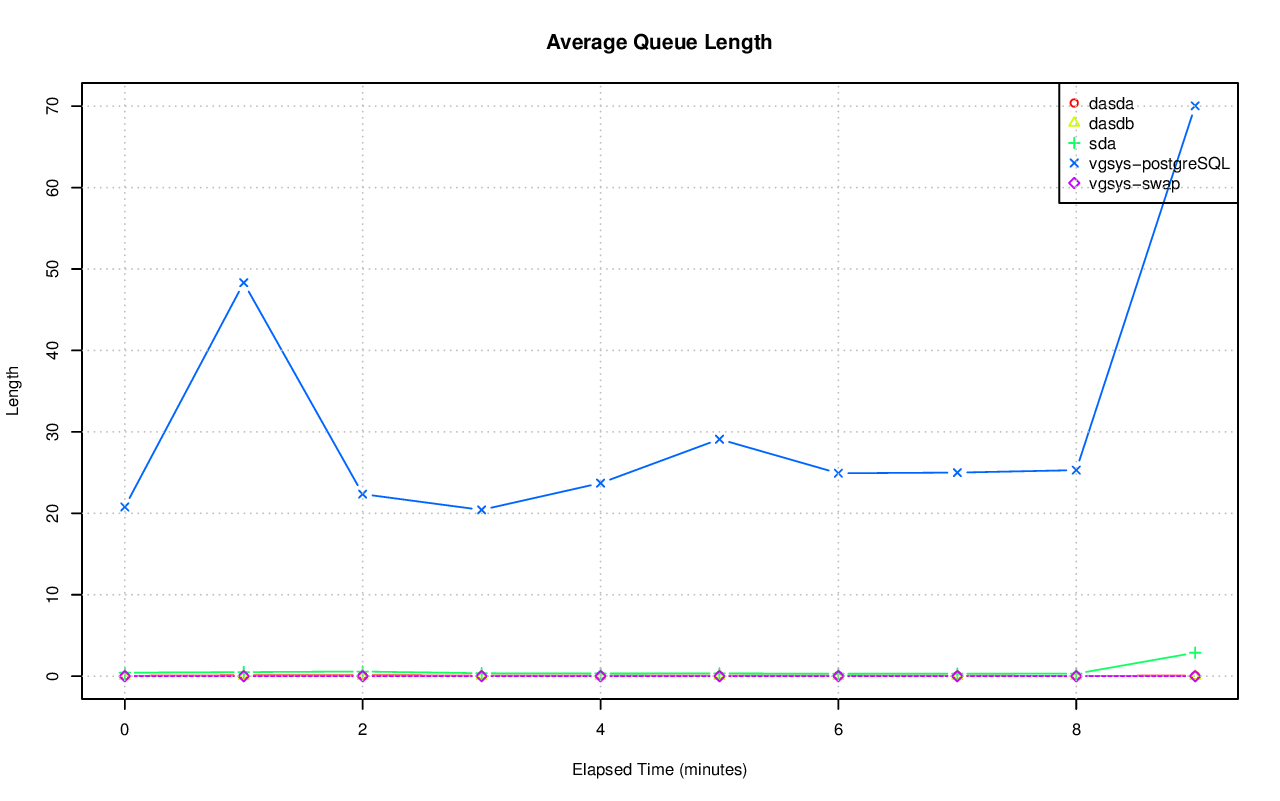 Average Queue Length
dasda
dasdb
sda
vgsys−postgreSQL
vgsys−swap
70
60
50
40
30
20
10
0
Length
0 2 4 6 8
Elapsed Time (minutes)